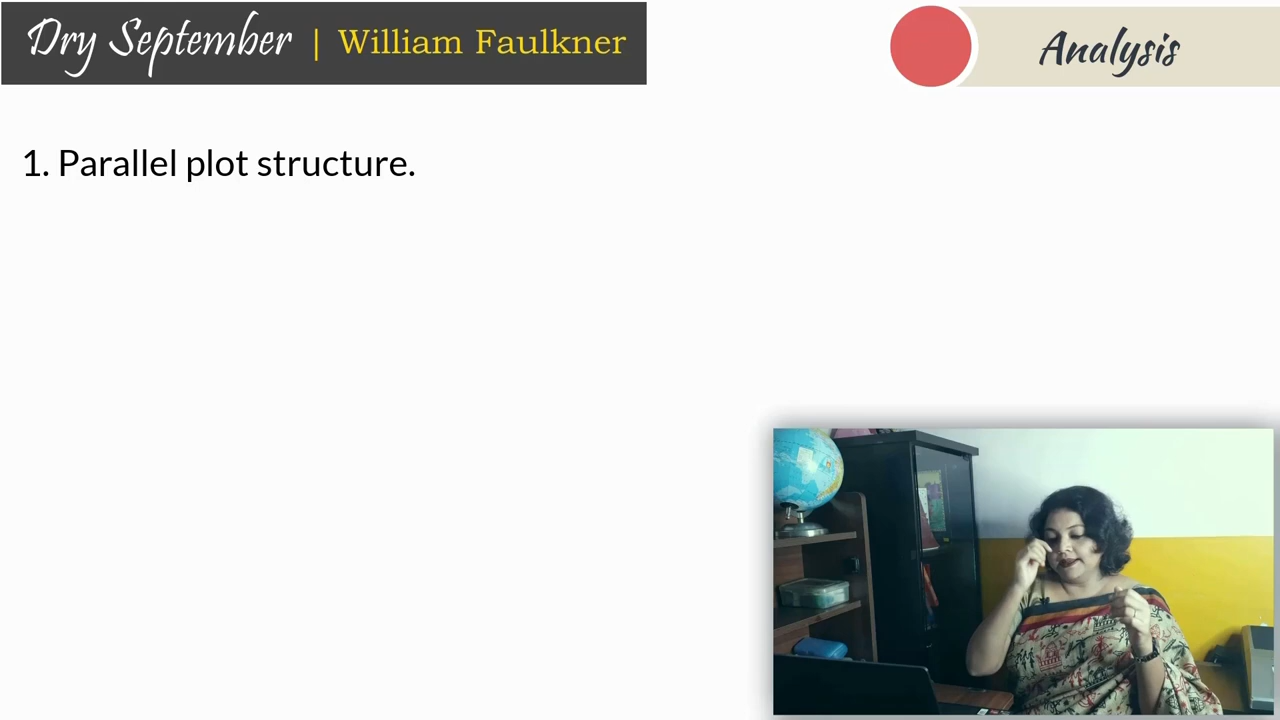 Dry September | William Faulkner
Analysis
1. Parallel plot structure.